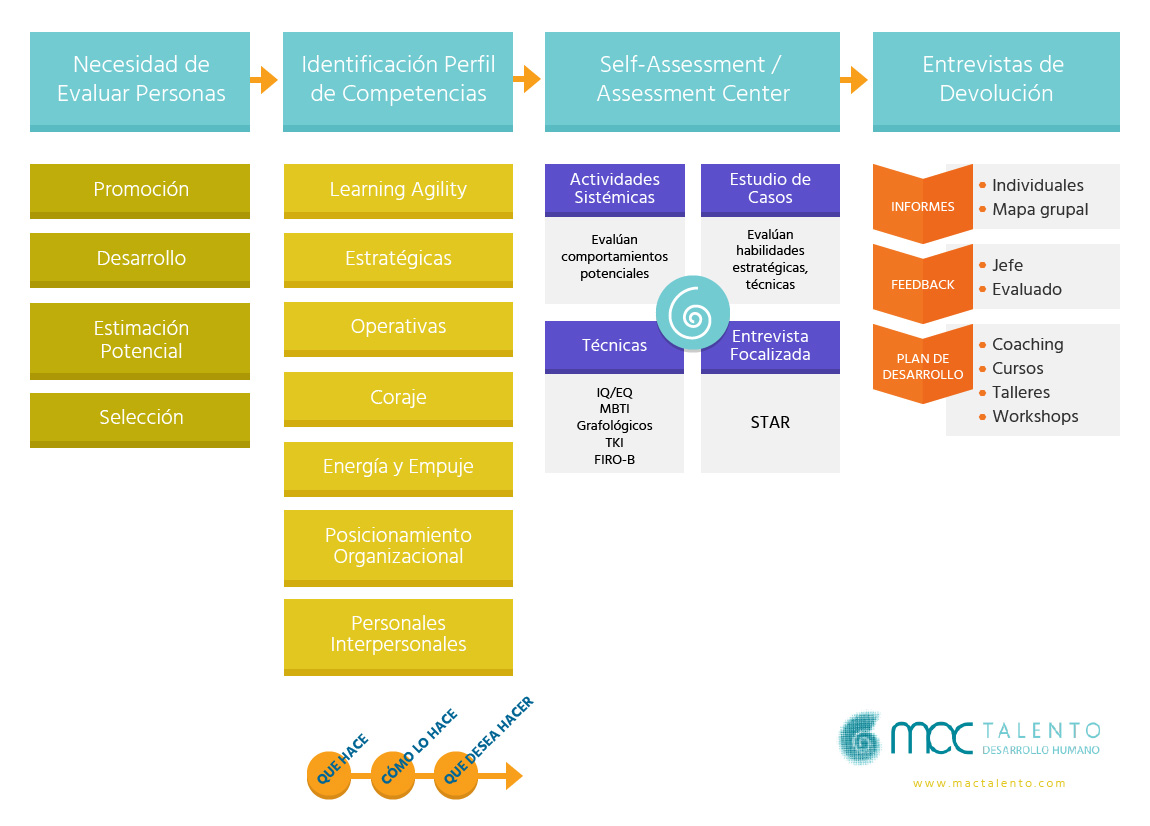 Necesidad de
Evaluar Personas
Identificación Perfil
de Competencias
Self-Assessment /
Assessment Center
Entrevistas de
Devolución
Promoción
Desarrollo
Estimación
Potencial
Selección
Learning Agility
Estratégicas
Operativas
Coraje
Energía y Empuje
Posicionamiento
Organizacional
Personales
Interpersonales
Actividades
Sistémicas
Evalúan
comportamientos
potenciales
Estudio de
Casos
Evalúan
habilidades
estratégicas,
técnicas
Técnicas
IQ/EQ
MBTI
Grafológicos
TKI
FIRO-B
Entrevista
Focalizada
STAR
INFORMES
• Individuales
• Mapa grupal
FEEDBACK
• Jefe
• Evaluado
PLAN DE
DESARROLLO
• Coaching
• Cursos
• Talleres
• Workshops
QUE HACE
CÓMO LO HACE
QUE DESEA HACER
mac TALENTO
DESARROLLO HUMANO
www.mactalento.com